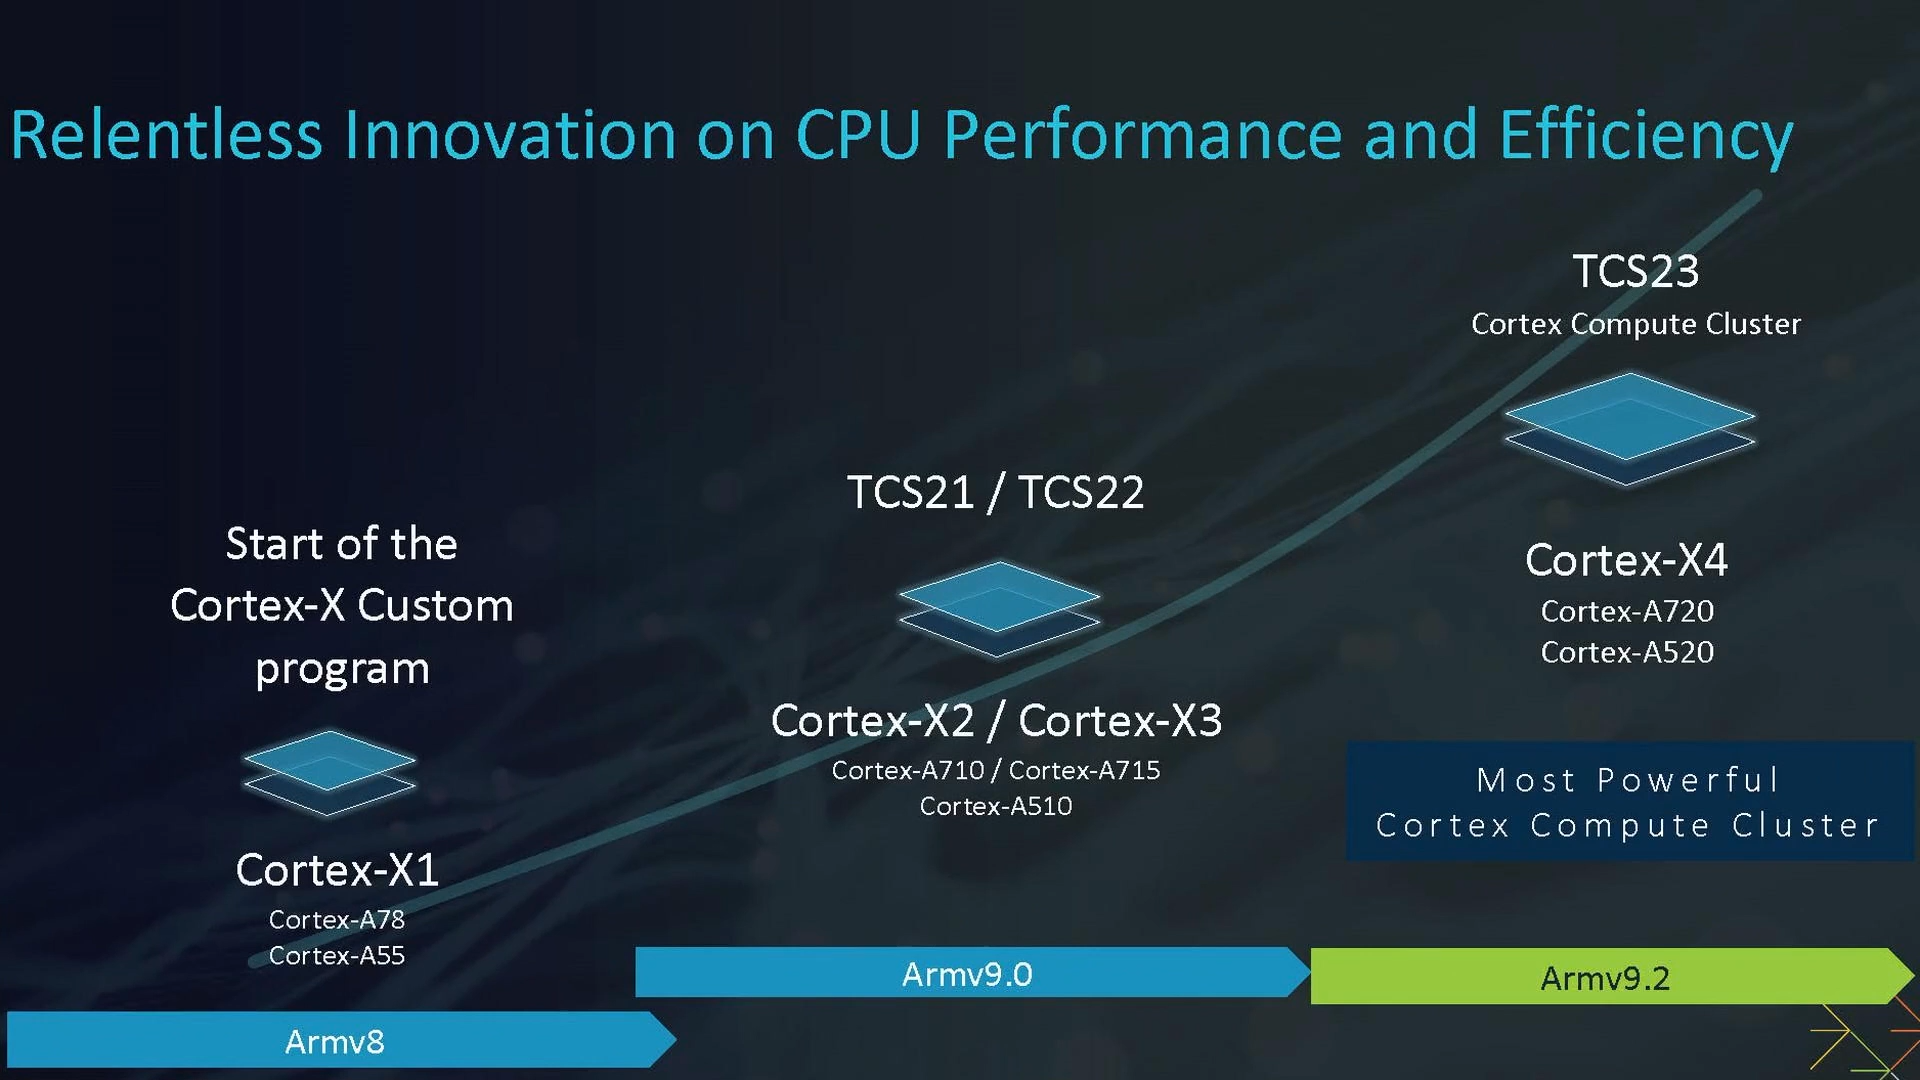 Relentless Innovation on CPU Performance and Efficiency
Start of the
Cortex-X Custom
program
Cortex-X1
Cortex-A78
Cortex-A55
TCS21 / TCS22
Cortex-X2 / Cortex-X3
Cortex-A710 / Cortex-A715
Cortex-A510
TCS23
Cortex Compute Cluster
Cortex-X4
Cortex-A720
Cortex-A520
Most Powerful
Cortex Compute Cluster
Armv8
Armv9.0
Armv9.2